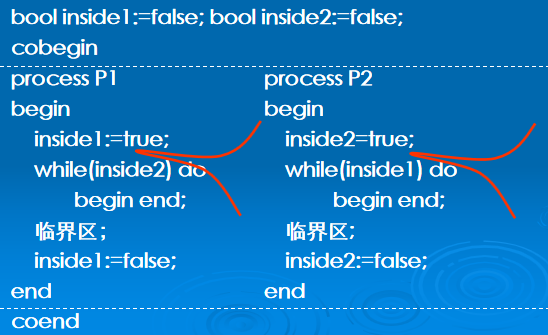 bool inside1:=false; bool inside2:=false;
cobegin
process P1
begin
inside1:=true;
while(inside2) do
begin end;
临界区；
inside1:=false;
end
process P2
begin
inside2=true;
while(inside1) do
begin end;
临界区;
inside2:=false;
end
coend